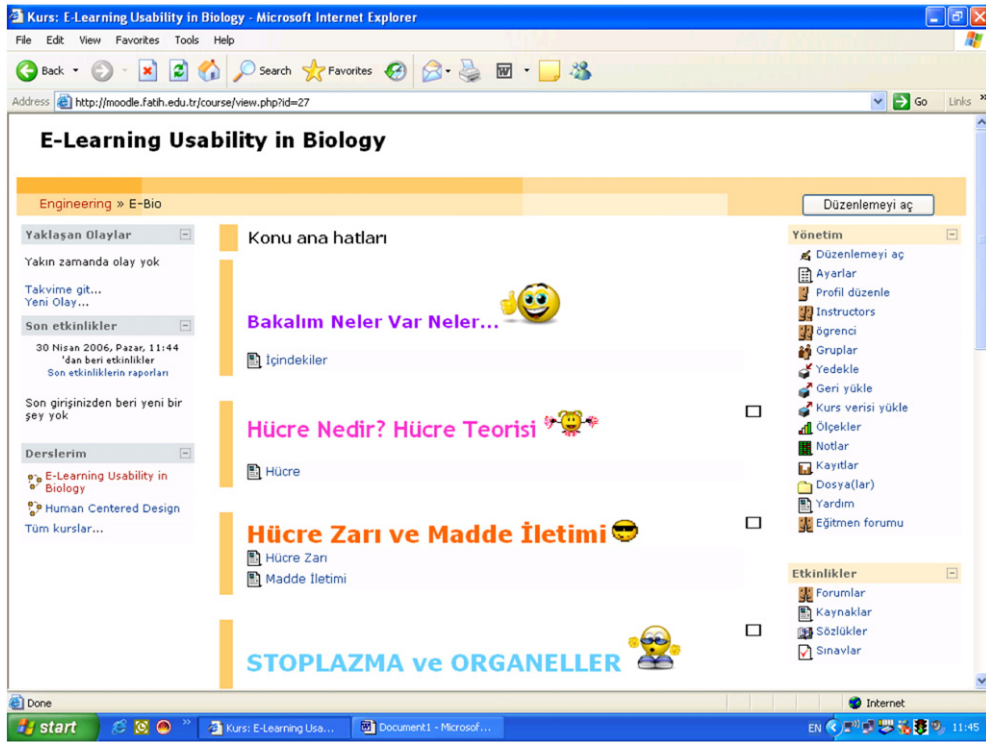 Kurs: E-Learning Usability in Biology - Microsoft Internet Explorer
File Edit View Favorites Tools Help
Back Search Favorites
Address http://moodle.fatih.edu.tr/course/view.php?id=27 Go Links »
E-Learning Usability in Biology
Engineering » E-Bio
Düzenlemeyi aç
Yaklaşan Olaylar
Yakın zamanda olay yok
Takvime git...
Yeni Olay...
Son etkinlikler
30 Nisan 2006, Pazar, 11:44
'dan beri etkinlikler
Son etkinliklerin raporları
Son girişinizden beri yeni bir
şey yok
Derslerim
E-Learning Usability in
Biology
Human Centered Design
Tüm kurslar...
Konu ana hatları
Bakalım Neler Var Neler...
İçindekiler
Hücre Nedir? Hücre Teorisi
Hücre
Hücre Zarı ve Madde İletimi
Hücre Zarı
Madde İletimi
STOPLAZMA ve ORGANELLER
Yönetim
Düzenlemeyi aç
Ayarlar
Profil düzenle
Instructors
ögrenci
Gruplar
Yedekle
Geri yükle
Kurs verisi yükle
Ölçekler
Notlar
Kayıtlar
Dosya(lar)
Yardım
Eğitmen forumu
Etkinlikler
Forumlar
Kaynaklar
Sözlükler
Sınavlar
Done Internet
start » Kurs: E-Learning Usa... Document1 - Microsof... EN 11:45